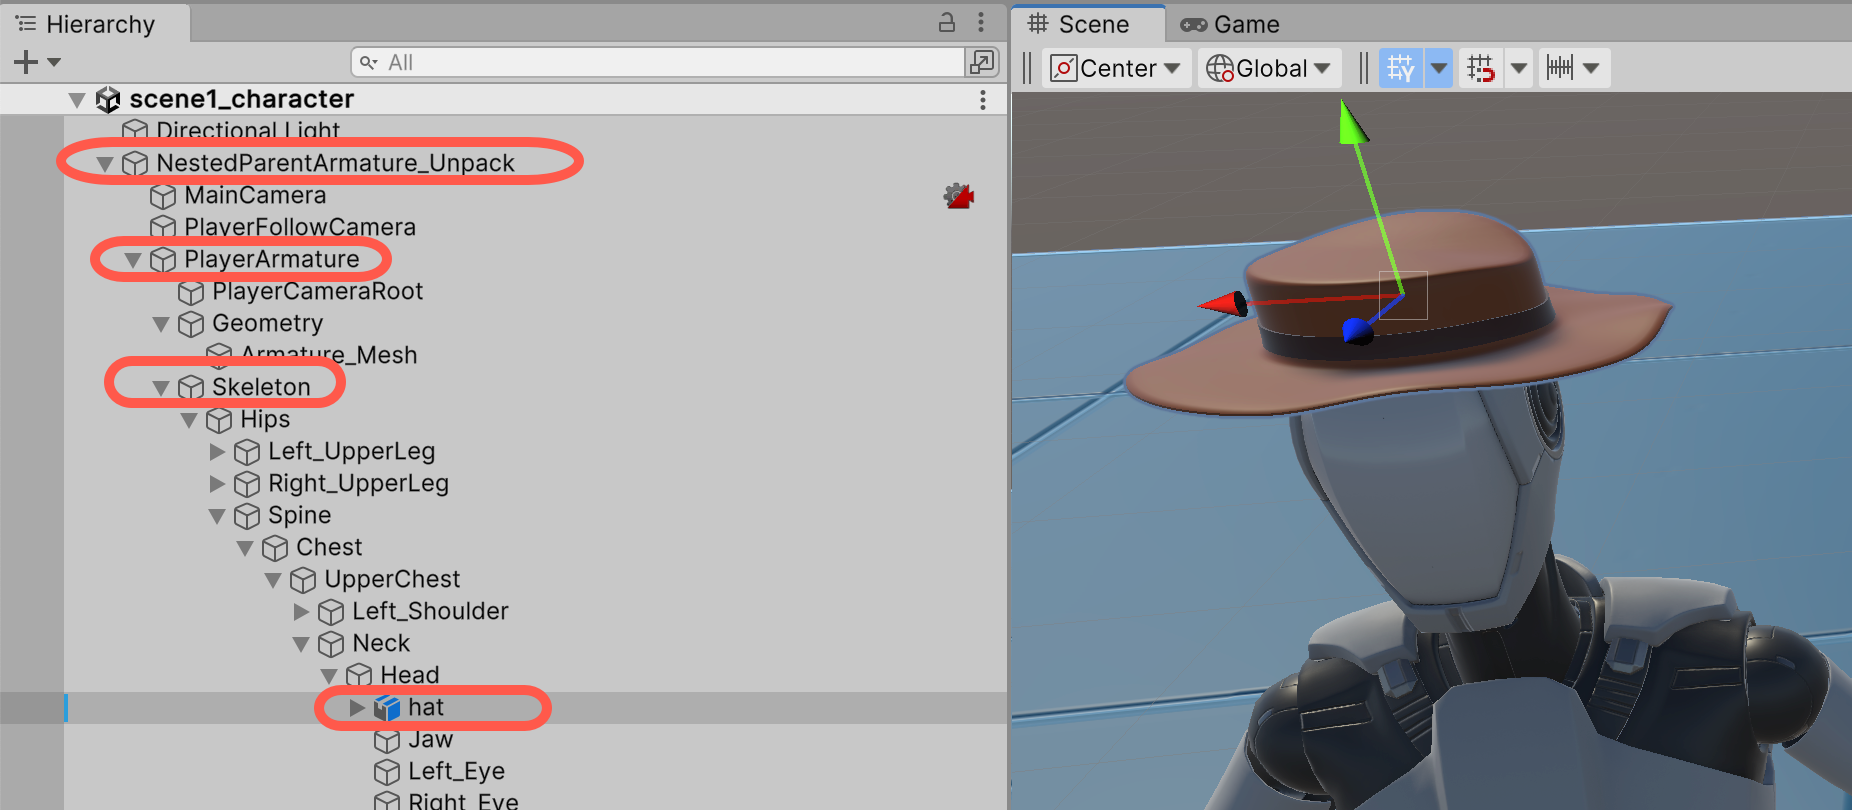 Hierarchy
All
scene1_character
Directional Light
NestedParentArmature_Unpack
MainCamera
PlayerFollowCamera
PlayerArmature
PlayerCameraRoot
Geometry
Armature_Mesh
Skeleton
Hips
Left_UpperLeg
Right_UpperLeg
Spine
Chest
UpperChest
Left_Shoulder
Neck
Head
hat
Jaw
Left_Eye
Right_Eye
Scene
Game
Center
Global
Y